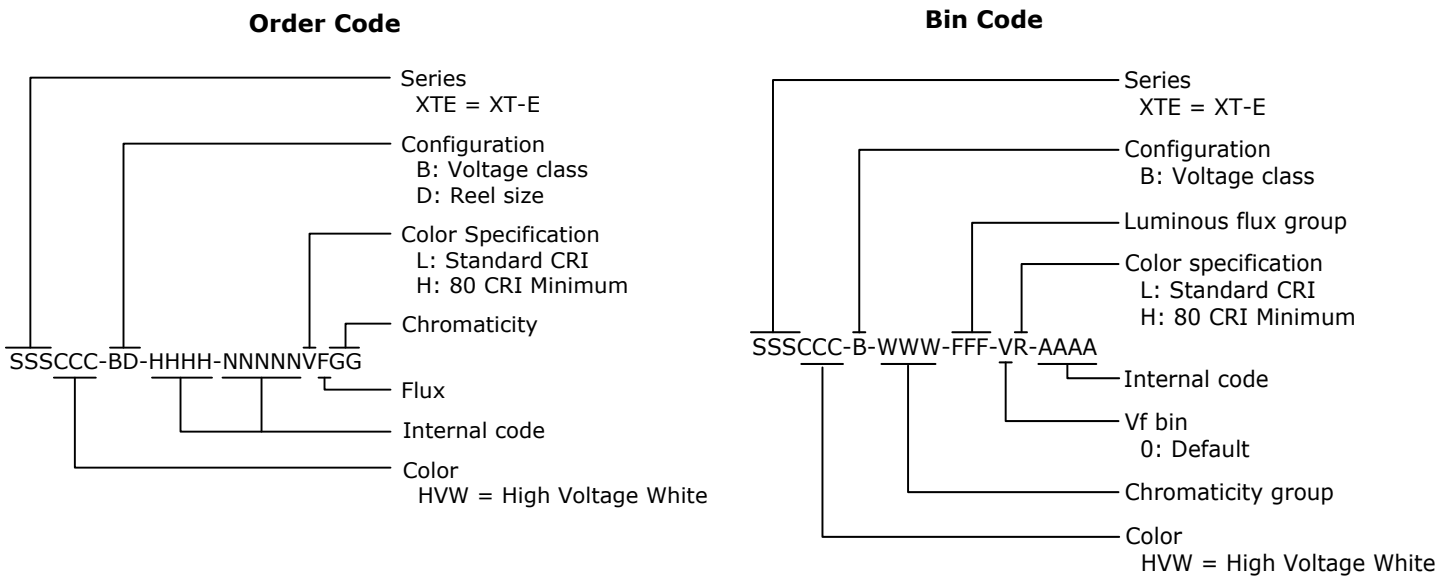 Order Code
Series
XTE = XT-E
Configuration
B: Voltage class
D: Reel size
Color Specification
L: Standard CRI
H: 80 CRI Minimum
Chromaticity
SSSCCC-BD-HHHH-NNNNNVFGG
Flux
Internal code
Color
HVW = High Voltage White
Bin Code
Series
XTE = XT-E
Configuration
B: Voltage class
Luminous flux group
Color specification
L: Standard CRI
H: 80 CRI Minimum
SSSCCC-B-WWW-FFF-VR-AAAA
Internal code
Vf bin
0: Default
Chromaticity group
Color
HVW = High Voltage White